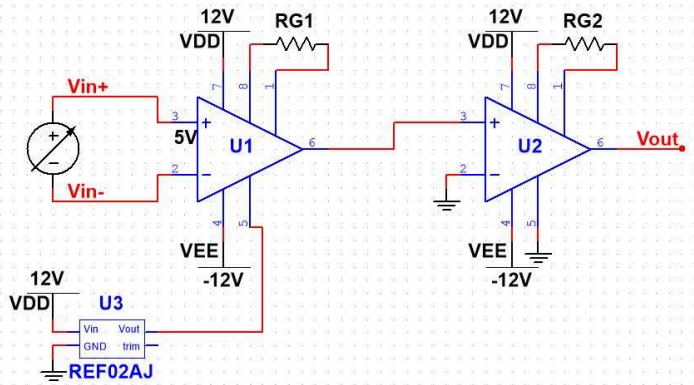 12V
RG1
12V
RG2
VDD
VDD
Vin+
7
8
1
7
8
1
3
5V
+
U1
6
3
+
U2
6
Vout
+
−
2
−
2
−
Vin-
4
5
4
5
VEE
VEE
-12V
-12V
12V
VDD
U3
Vin
Vout
GND
trim
REF02AJ